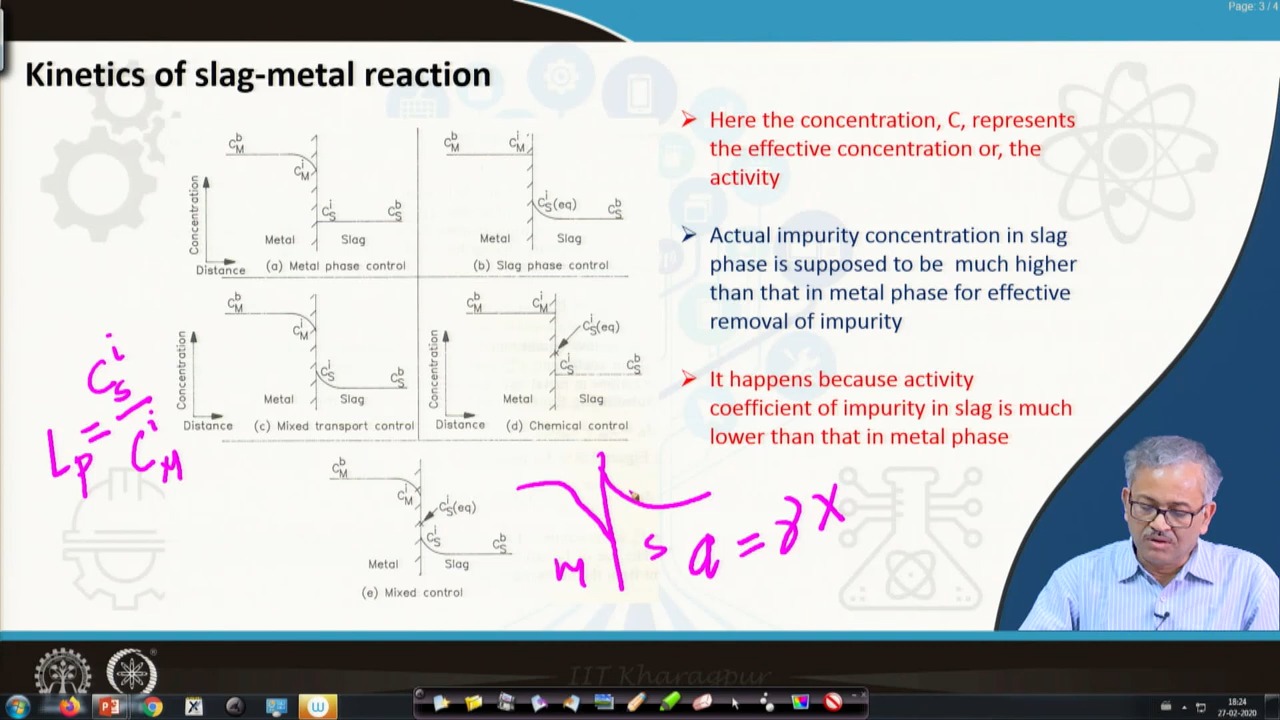 Page: 3 / 4
Kinetics of slag-metal reaction
C_M^b
C_M^i
C_S^i
C_S^b
Concentration
Distance
Metal
Slag
(a) Metal phase control
C_M^b
C_M^i
C_S^i(eq)
C_S^b
Metal
Slag
(b) Slag phase control
C_M^b
C_M^i
C_S^i
C_S^b
Concentration
Distance
Metal
Slag
(c) Mixed transport control
C_M^b
C_M^i
C_S^i(eq)
C_S^i
C_S^b
Concentration
Distance
Metal
Slag
(d) Chemical control
C_M^b
C_M^i
C_S^i(eq)
C_S^i
C_S^b
Metal
Slag
(e) Mixed control
L_p = C_S^i / C_M^i
M
S
a = γ X
➢ Here the concentration, C, represents
the effective concentration or, the
activity
➢ Actual impurity concentration in slag
phase is supposed to be much higher
than that in metal phase for effective
removal of impurity
➢ It happens because activity
coefficient of impurity in slag is much
lower than that in metal phase
IIT Kharagpur
18:24
27-02-2020